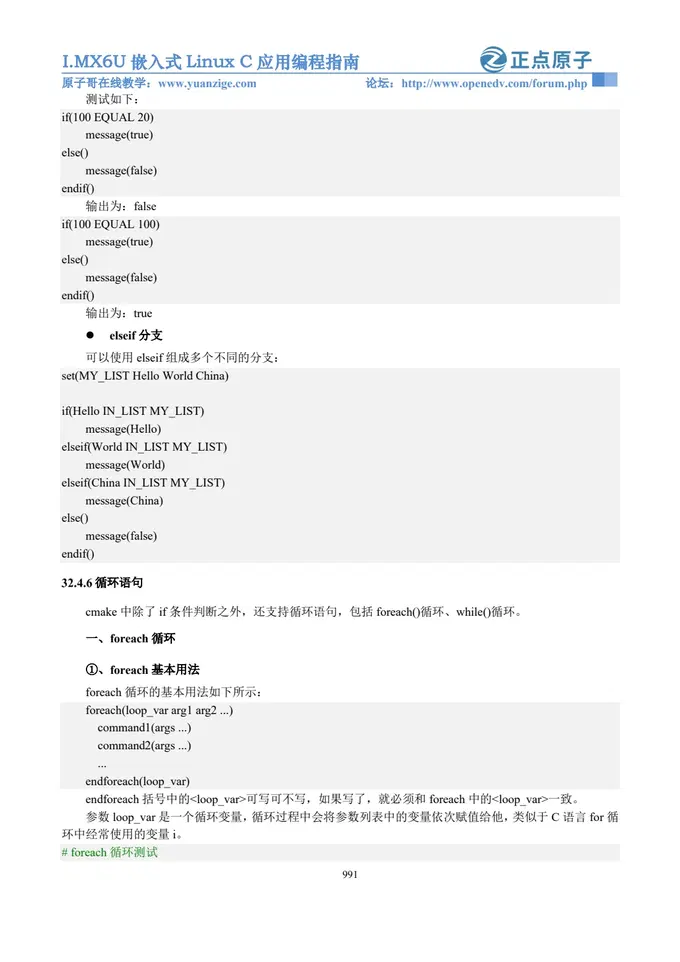 I.MX6U 嵌入式 Linux C 应用编程指南
正点原子
原子哥在线教学：www.yuanzige.com
论坛：http://www.openedv.com/forum.php
测试如下：
if(100 EQUAL 20)
message(true)
else()
message(false)
endif()
输出为：false
if(100 EQUAL 100)
message(true)
else()
message(false)
endif()
输出为：true
● elseif 分支
可以使用 elseif 组成多个不同的分支：
set(MY_LIST Hello World China)
if(Hello IN_LIST MY_LIST)
message(Hello)
elseif(World IN_LIST MY_LIST)
message(World)
elseif(China IN_LIST MY_LIST)
message(China)
else()
message(false)
endif()
32.4.6 循环语句
cmake 中除了 if 条件判断之外，还支持循环语句，包括 foreach()循环、while()循环。
一、foreach 循环
①、foreach 基本用法
foreach 循环的基本用法如下所示：
foreach(loop_var arg1 arg2 ...)
command1(args ...)
command2(args ...)
...
endforeach(loop_var)
endforeach 括号中的<loop_var>可写可不写，如果写了，就必须和 foreach 中的<loop_var>一致。
参数 loop_var 是一个循环变量，循环过程中会将参数列表中的变量依次赋值给他，类似于 C 语言 for 循
环中经常使用的变量 i。
# foreach 循环测试
991